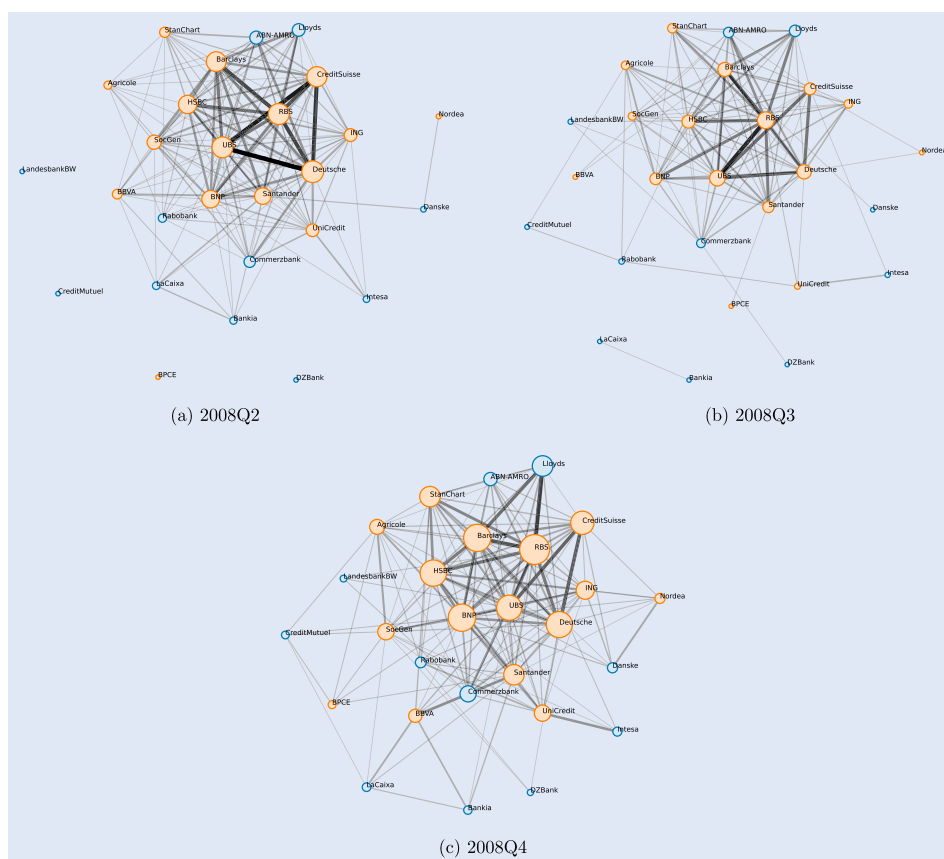 StanChart
ABN-AMRO
Lloyds
Barclays
CreditSuisse
Agricole
HSBC
RBS
Nordea
SocGen
UBS
ING
LandesbankBW
Deutsche
BBVA
BNP
Santander
Rabobank
Danske
UniCredit
Commerzbank
CreditMutuel
LaCaixa
Intesa
Bankia
BPCE
DZBank
(a) 2008Q2
StanChart
ABN-AMRO
Lloyds
Agricole
Barclays
CreditSuisse
ING
LandesbankBW
SocGen
HSBC
RBS
Nordea
BBVA
BNP
UBS
Deutsche
Santander
Danske
CreditMutuel
Commerzbank
Rabobank
Intesa
UniCredit
BPCE
LaCaixa
DZBank
Bankia
(b) 2008Q3
Lloyds
ABN-AMRO
StanChart
Agricole
Barclays
CreditSuisse
RBS
LandesbankBW
HSBC
ING
Nordea
CreditMutuel
SocGen
BNP
UBS
Deutsche
Rabobank
Santander
Danske
Commerzbank
BPCE
BBVA
UniCredit
Intesa
LaCaixa
DZBank
Bankia
(c) 2008Q4